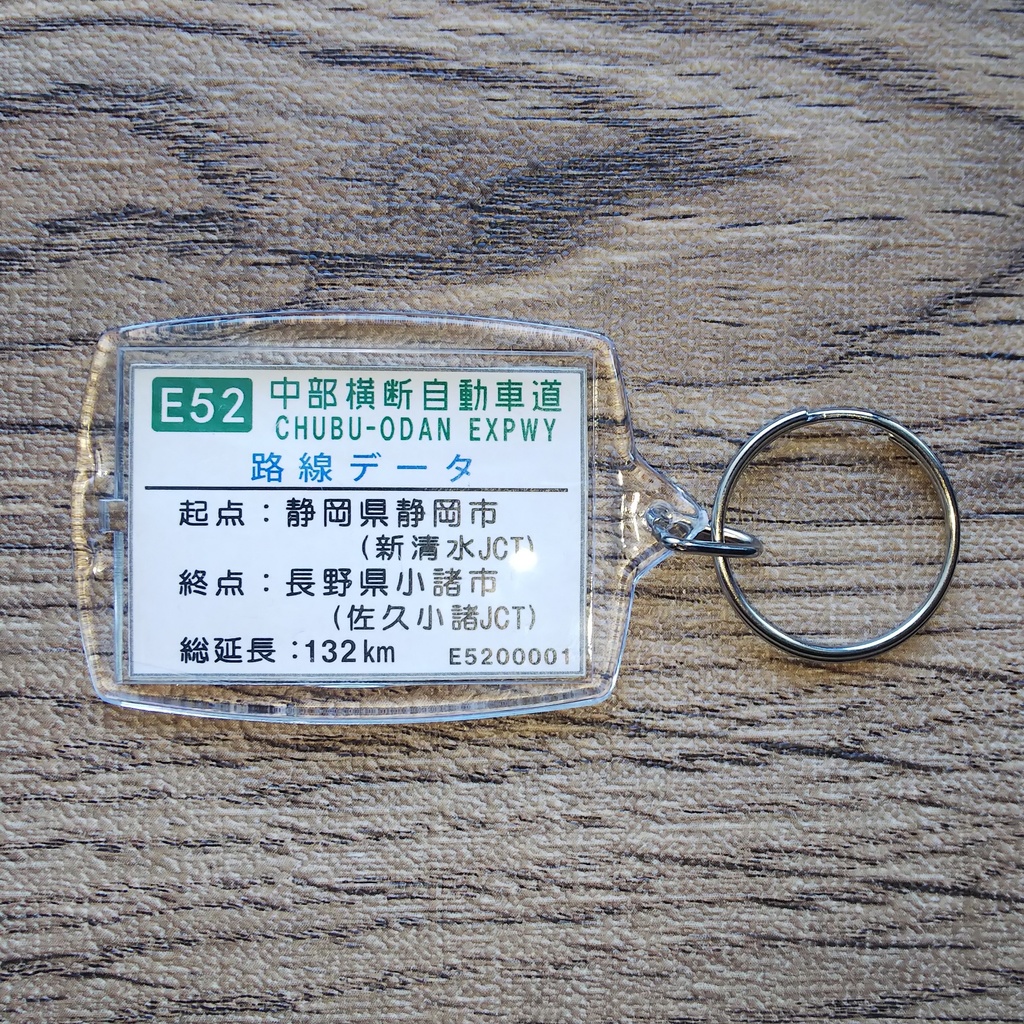 E52 中部横断自動車道
CHUBU-ODAN EXPWY
路線データ
起点：静岡県静岡市
(新清水JCT)
終点：長野県小諸市
(佐久小諸JCT)
総延長：132km E5200001